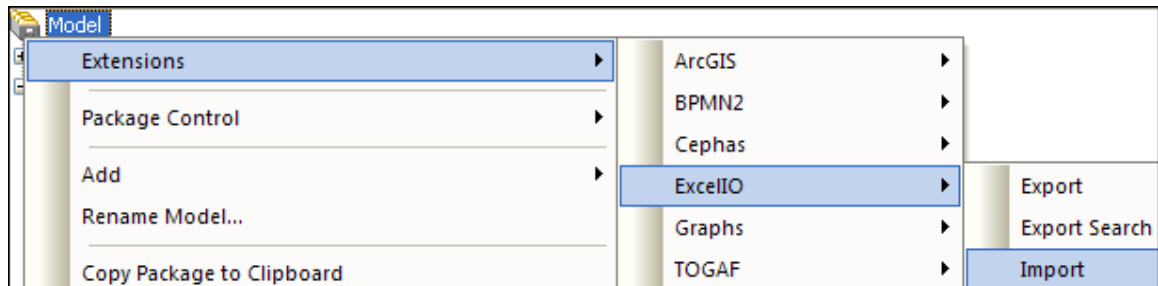 Model
Extensions
Package Control
Add
Rename Model...
Copy Package to Clipboard
ArcGIS
BPMN2
Cephas
ExcelIO
Graphs
TOGAF
Export
Export Search
Import